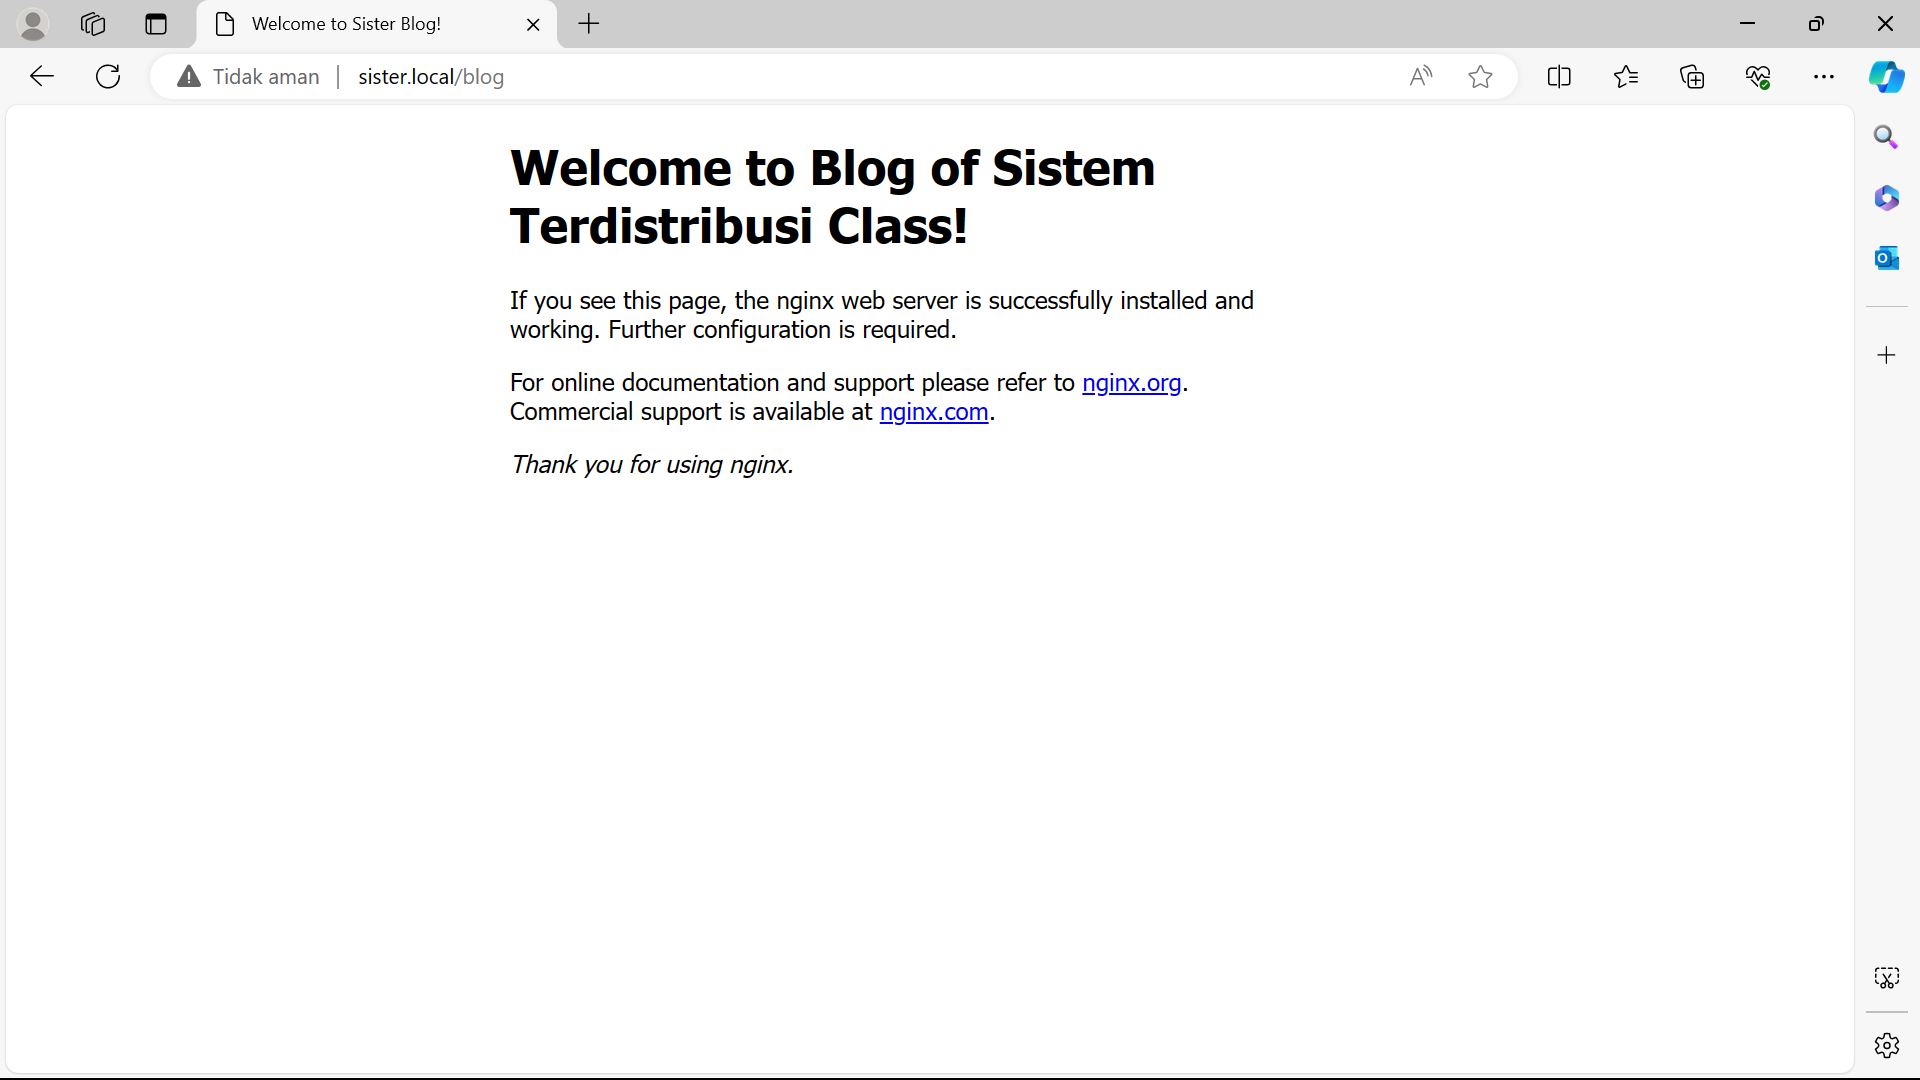 Welcome to Sister Blog!
Tidak aman | sister.local/blog
Welcome to Blog of Sistem
Terdistribusi Class!
If you see this page, the nginx web server is successfully installed and
working. Further configuration is required.
For online documentation and support please refer to nginx.org.
Commercial support is available at nginx.com.
Thank you for using nginx.